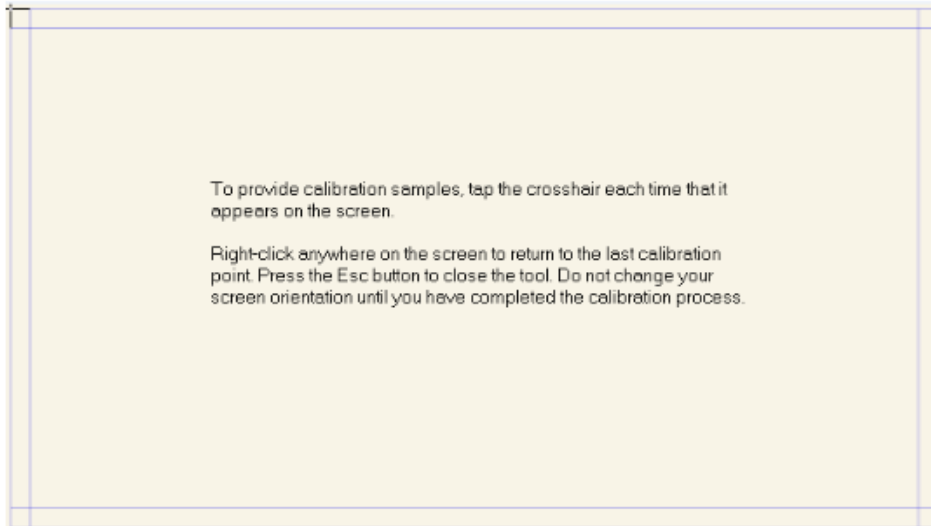 To provide calibration samples, tap the crosshair each time that it
appears on the screen.
Right-click anywhere on the screen to return to the last calibration
point. Press the Esc button to close the tool. Do not change your
screen orientation until you have completed the calibration process.